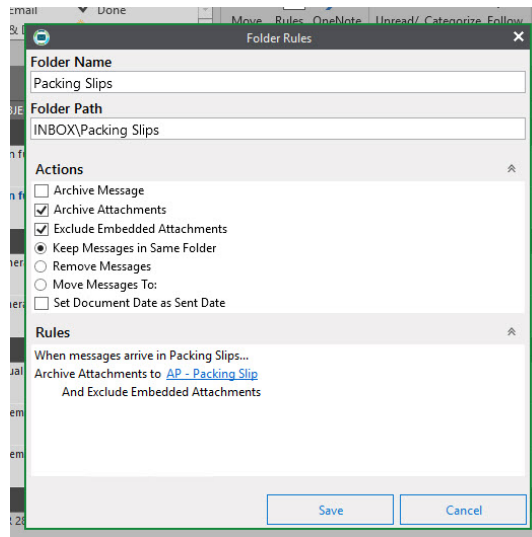 Email
Done
Move Rules OneNote Unread/ Categorize Follow
Folder Rules
Folder Name
Packing Slips
Folder Path
INBOX\Packing Slips
Actions
Archive Message
Archive Attachments
Exclude Embedded Attachments
Keep Messages in Same Folder
Remove Messages
Move Messages To:
Set Document Date as Sent Date
Rules
When messages arrive in Packing Slips...
Archive Attachments to AP - Packing Slip
And Exclude Embedded Attachments
Save Cancel